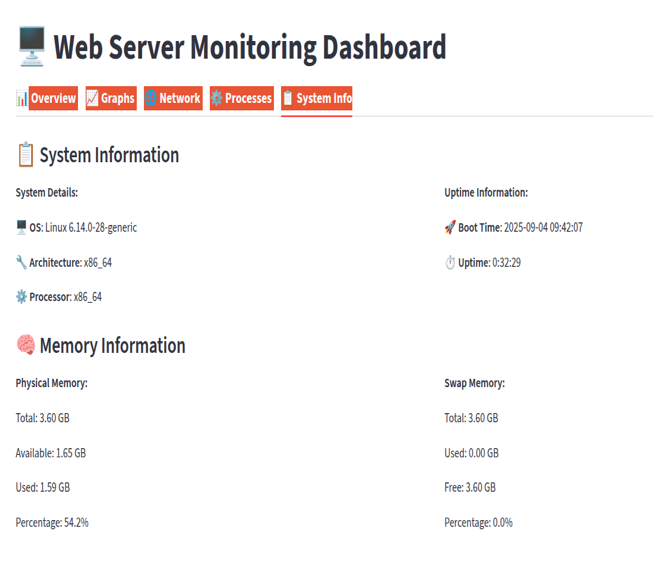 Web Server Monitoring Dashboard
Overview Graphs Network Processes System Info
System Information
System Details:
OS: Linux 6.14.0-28-generic
Architecture: x86_64
Processor: x86_64
Uptime Information:
Boot Time: 2025-09-04 09:42:07
Uptime: 0:32:29
Memory Information
Physical Memory:
Total: 3.60 GB
Available: 1.65 GB
Used: 1.59 GB
Percentage: 54.2%
Swap Memory:
Total: 3.60 GB
Used: 0.00 GB
Free: 3.60 GB
Percentage: 0.0%